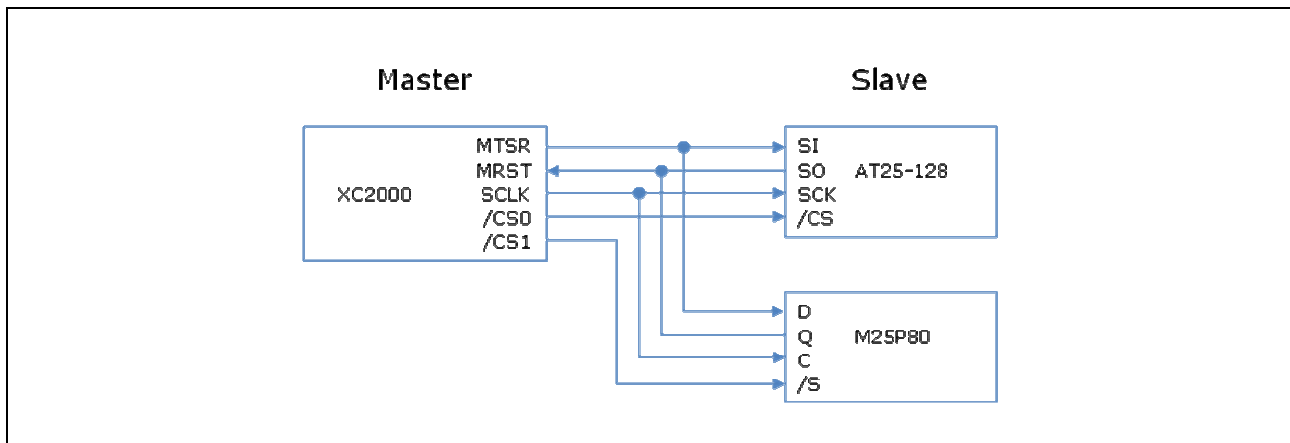 Master
Slave
XC2000
MTSR
MRST
SCLK
/CS0
/CS1
SI
SO
SCK
/CS
AT25-128
D
Q
C
/S
M25P80